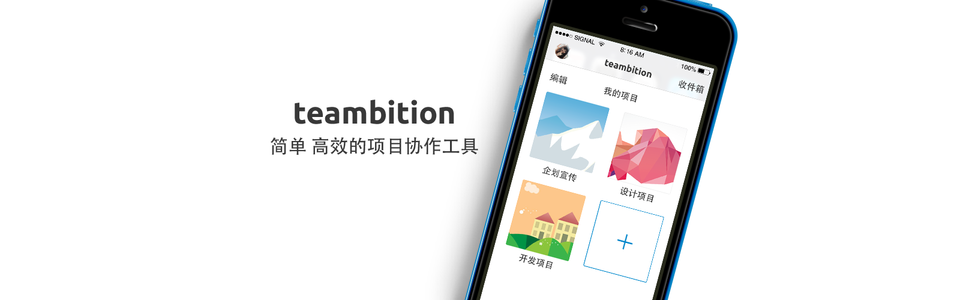 teambition
简单 高效的项目协作工具
SIGNAL
8:16 AM
100%
teambition
编辑
我的项目
收件箱
企划宣传
设计项目
开发项目